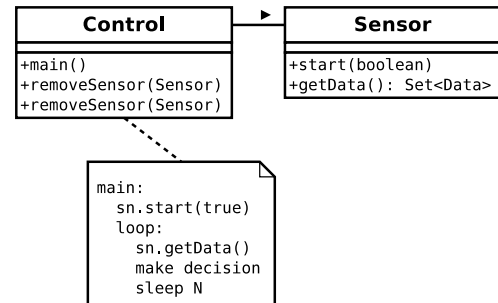 Control
+main()
+removeSensor(Sensor)
+removeSensor(Sensor)
Sensor
+start(boolean)
+getData(): Set<Data>
main:
  sn.start(true)
  loop:
    sn.getData()
    make decision
    sleep N